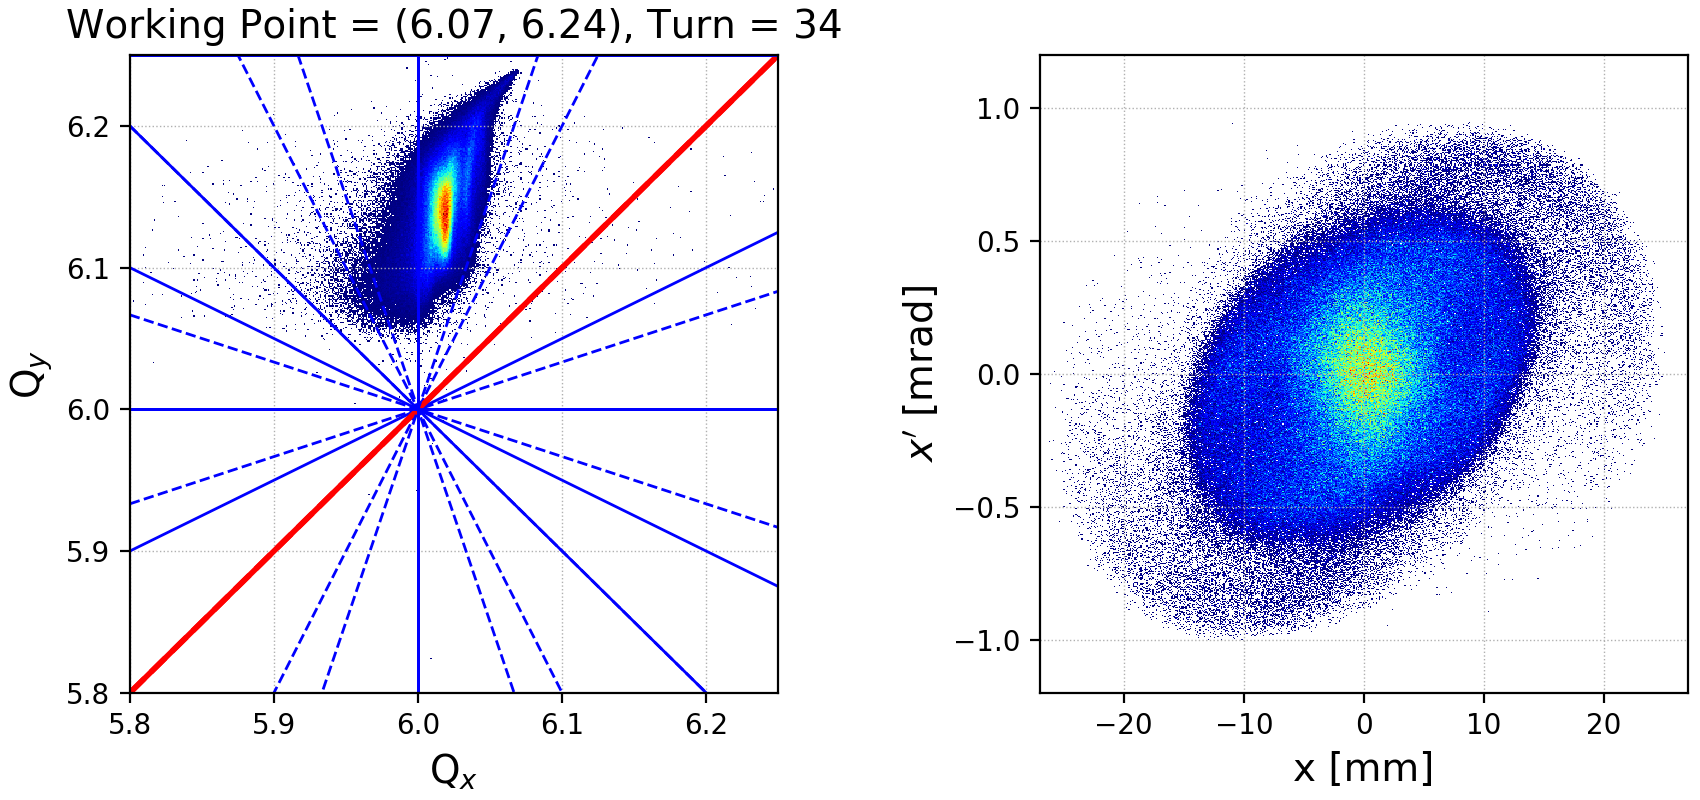 Working Point = (6.07, 6.24), Turn = 34
6.2
6.1
6.0
5.9
5.8
Qy
5.8 5.9 6.0 6.1 6.2
Qx
1.0
0.5
0.0
−0.5
−1.0
x′ [mrad]
−20 −10 0 10 20
x [mm]